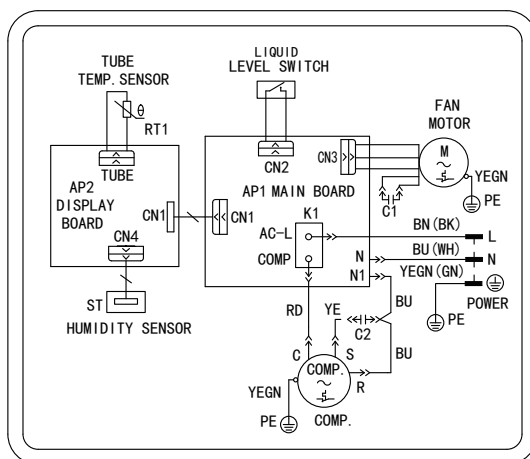 TUBE
TEMP. SENSOR
θ
RT1
TUBE
AP2
DISPLAY
BOARD
CN1
CN4
ST
HUMIDITY SENSOR
LIQUID
LEVEL SWITCH
CN2
CN3
AP1 MAIN BOARD
CN1
K1
AC-L
COMP
N
N1
FAN
MOTOR
M
YEGN
PE
C1
BN(BK)
L
BU(WH)
N
YEGN(GN)
POWER
PE
RD
YE
BU
C2
BU
C
S
R
COMP.
YEGN
PE
COMP.